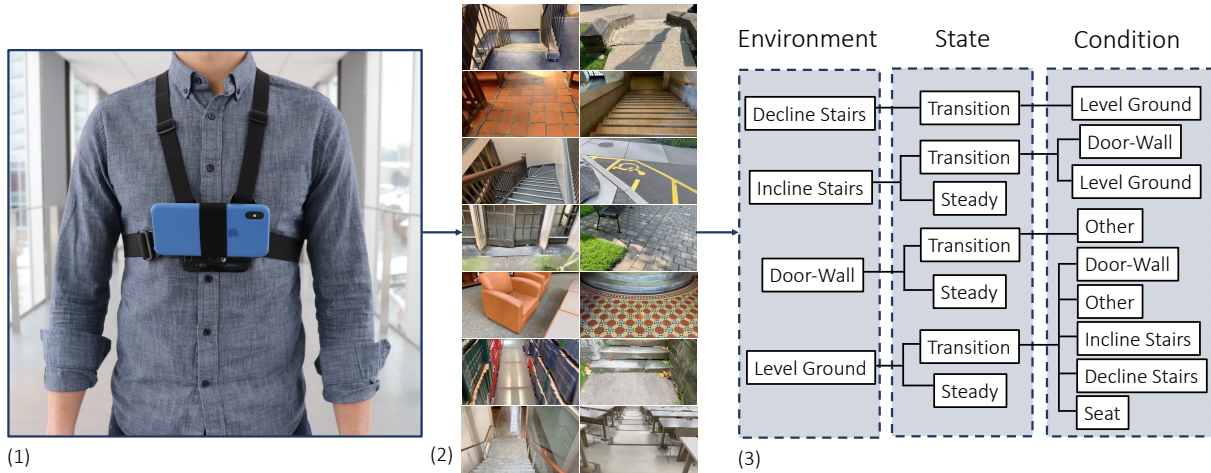 Environment
State
Condition
Decline Stairs
Transition
Level Ground
Incline Stairs
Transition
Door-Wall
Level Ground
Steady
Door-Wall
Transition
Other
Steady
Level Ground
Transition
Door-Wall
Other
Incline Stairs
Decline Stairs
Seat
Steady
(1)
(2)
(3)